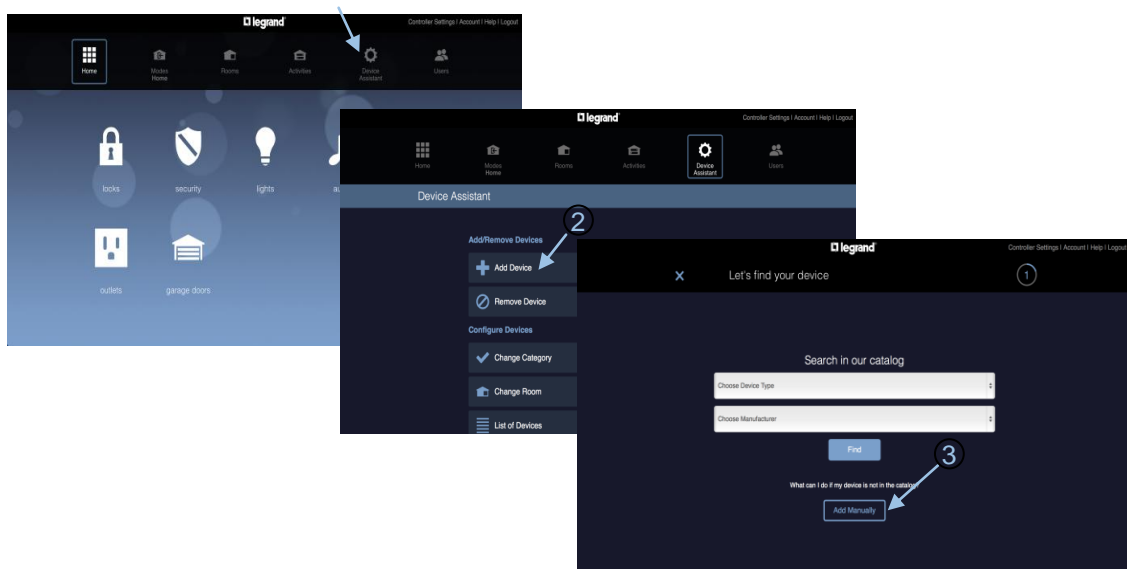 legrand
Controller Settings | Account | Help | Logout
Home
Modes
Home
Rooms
Activities
Device
Assistant
Users
locks
security
lights
outlets
garage doors
legrand
Controller Settings | Account | Help | Logout
Home
Modes
Home
Rooms
Activities
Device
Assistant
Users
Device Assistant
2
Add/Remove Devices
Add Device
Remove Device
Configure Devices
Change Category
Change Room
List of Devices
legrand
Controller Settings | Account | Help | Logout
X
Let's find your device
1
Search in our catalog
Choose Device Type
Choose Manufacturer
Find
3
What can I do if my device is not in the catalog?
Add Manually